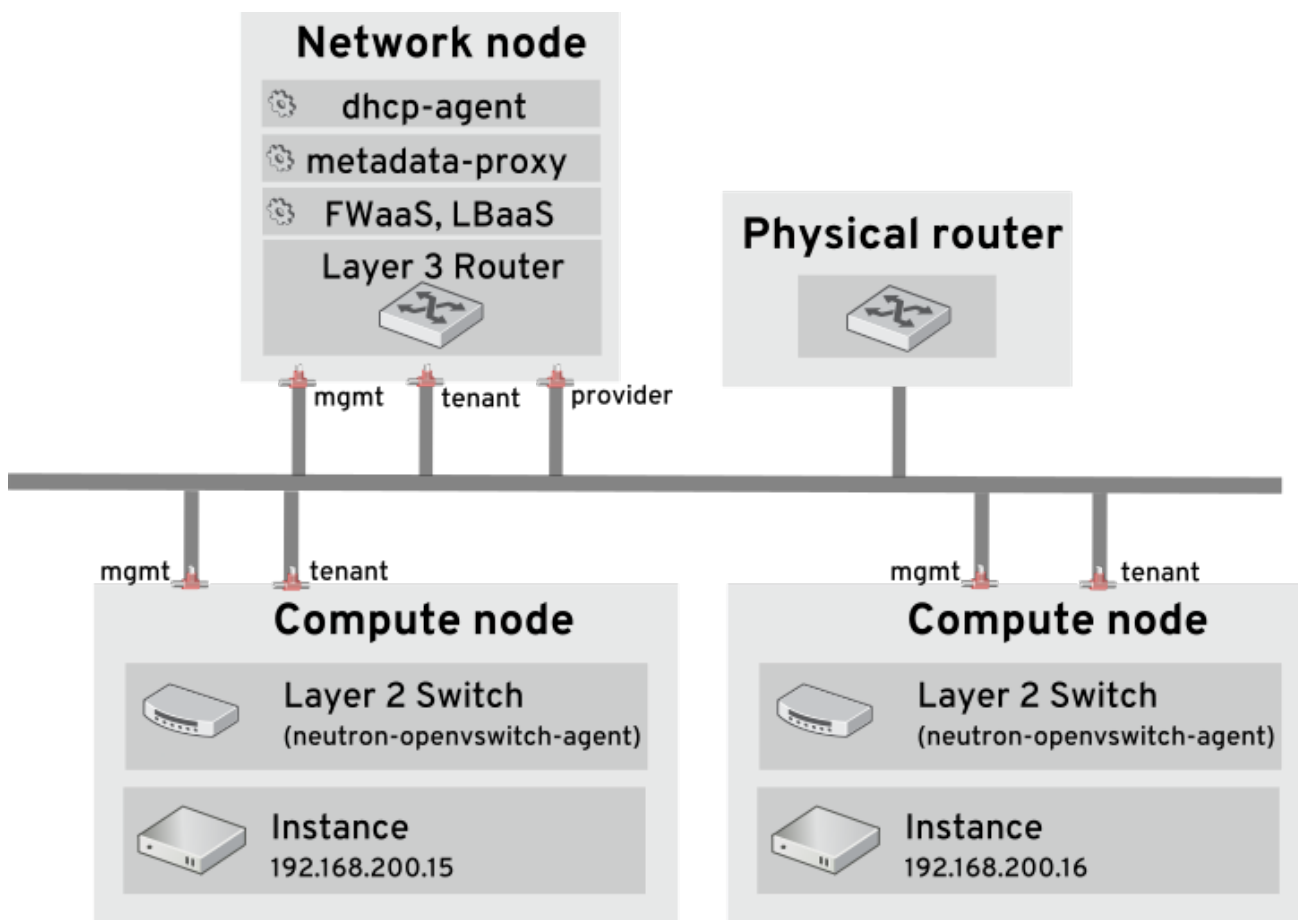 Network node
dhcp-agent
metadata-proxy
FWaaS, LBaaS
Layer 3 Router
Physical router
mgmt
tenant
provider
mgmt
tenant
mgmt
tenant
Compute node
Layer 2 Switch
(neutron-openvswitch-agent)
Instance
192.168.200.15
Compute node
Layer 2 Switch
(neutron-openvswitch-agent)
Instance
192.168.200.16